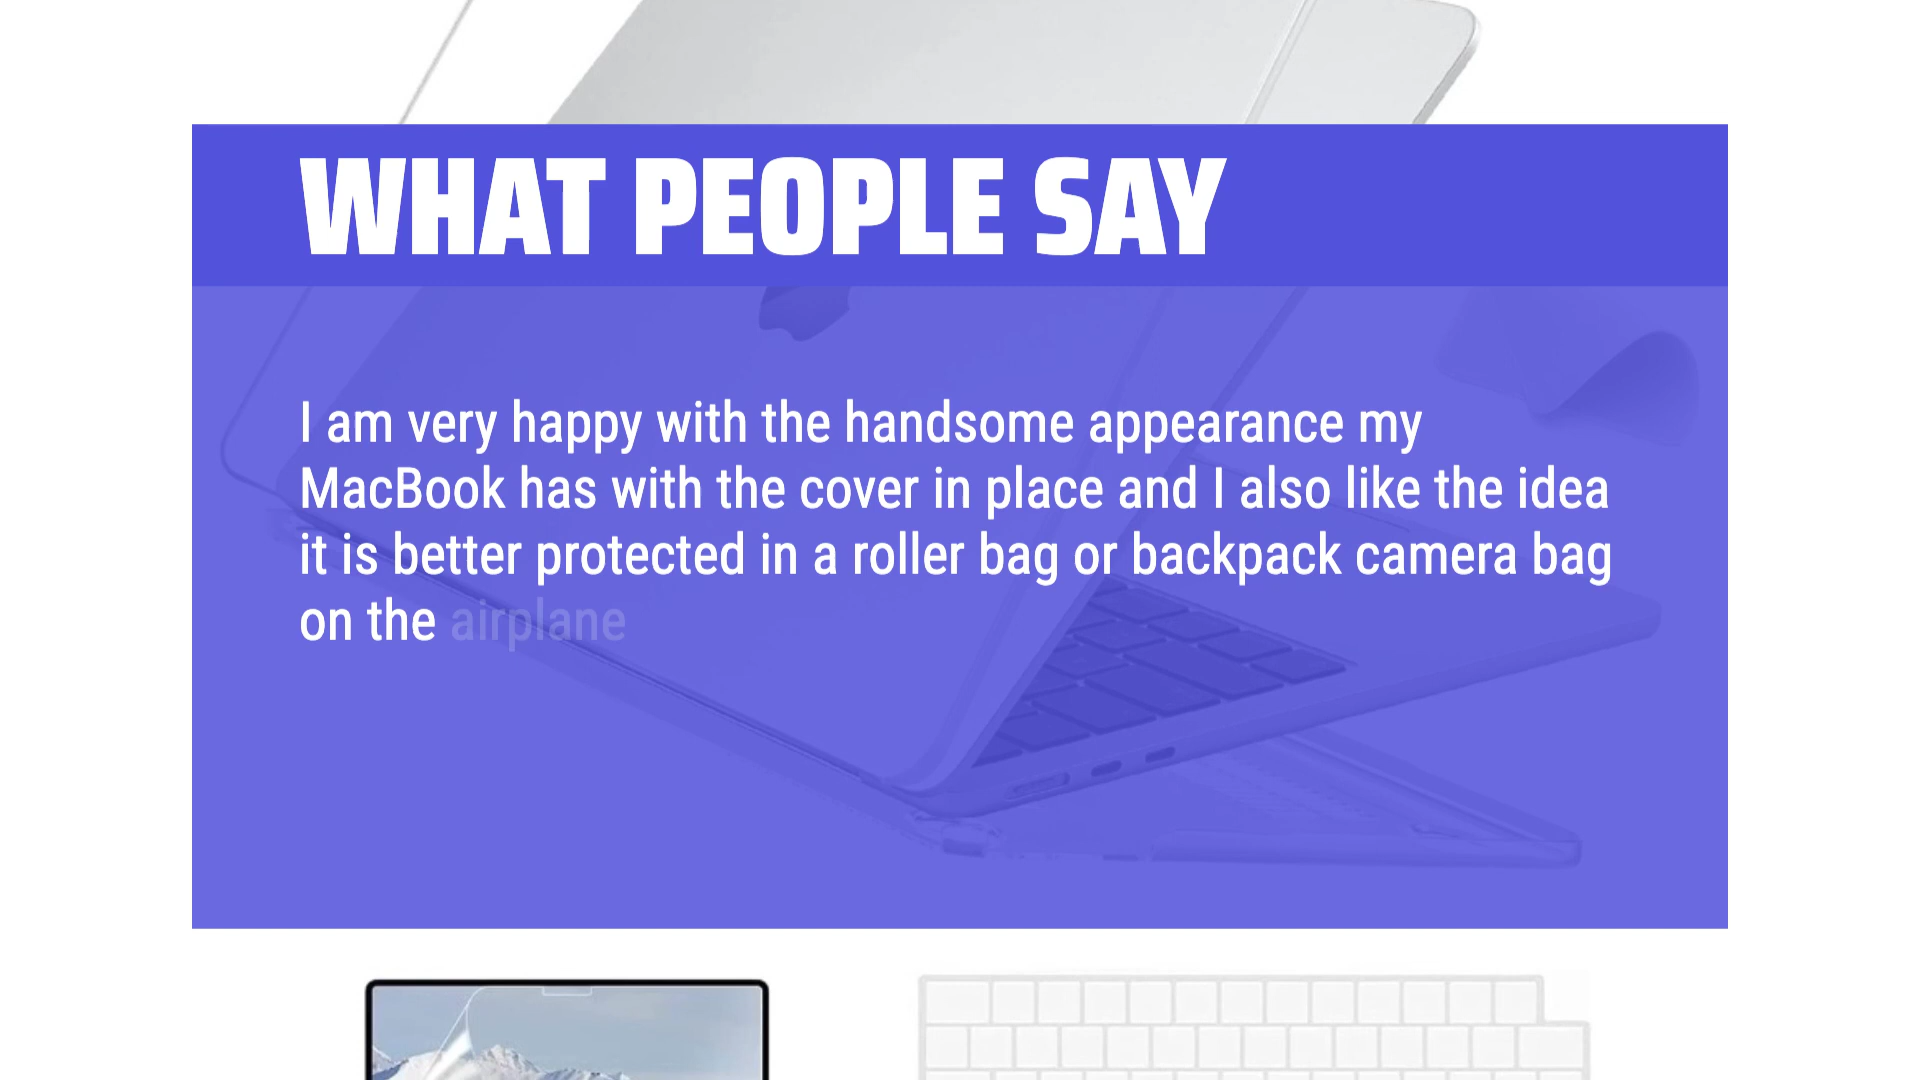 WHAT PEOPLE SAY
I am very happy with the handsome appearance my
MacBook has with the cover in place and I also like the idea
it is better protected in a roller bag or backpack camera bag
on the airplane